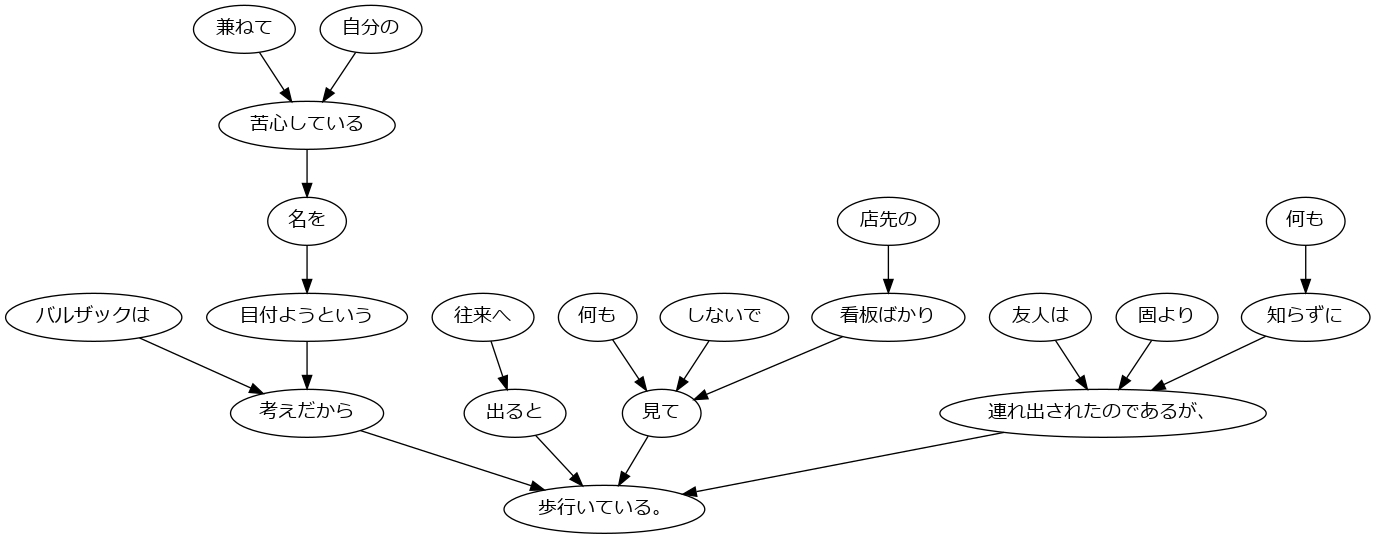 兼ねて
自分の
苦心している
名を
店先の
何も
バルザックは
目付ようという
往来へ
何も
しないで
看板ばかり
友人は
固より
知らずに
考えだから
出ると
見て
連れ出されたのであるが、
歩行いている。